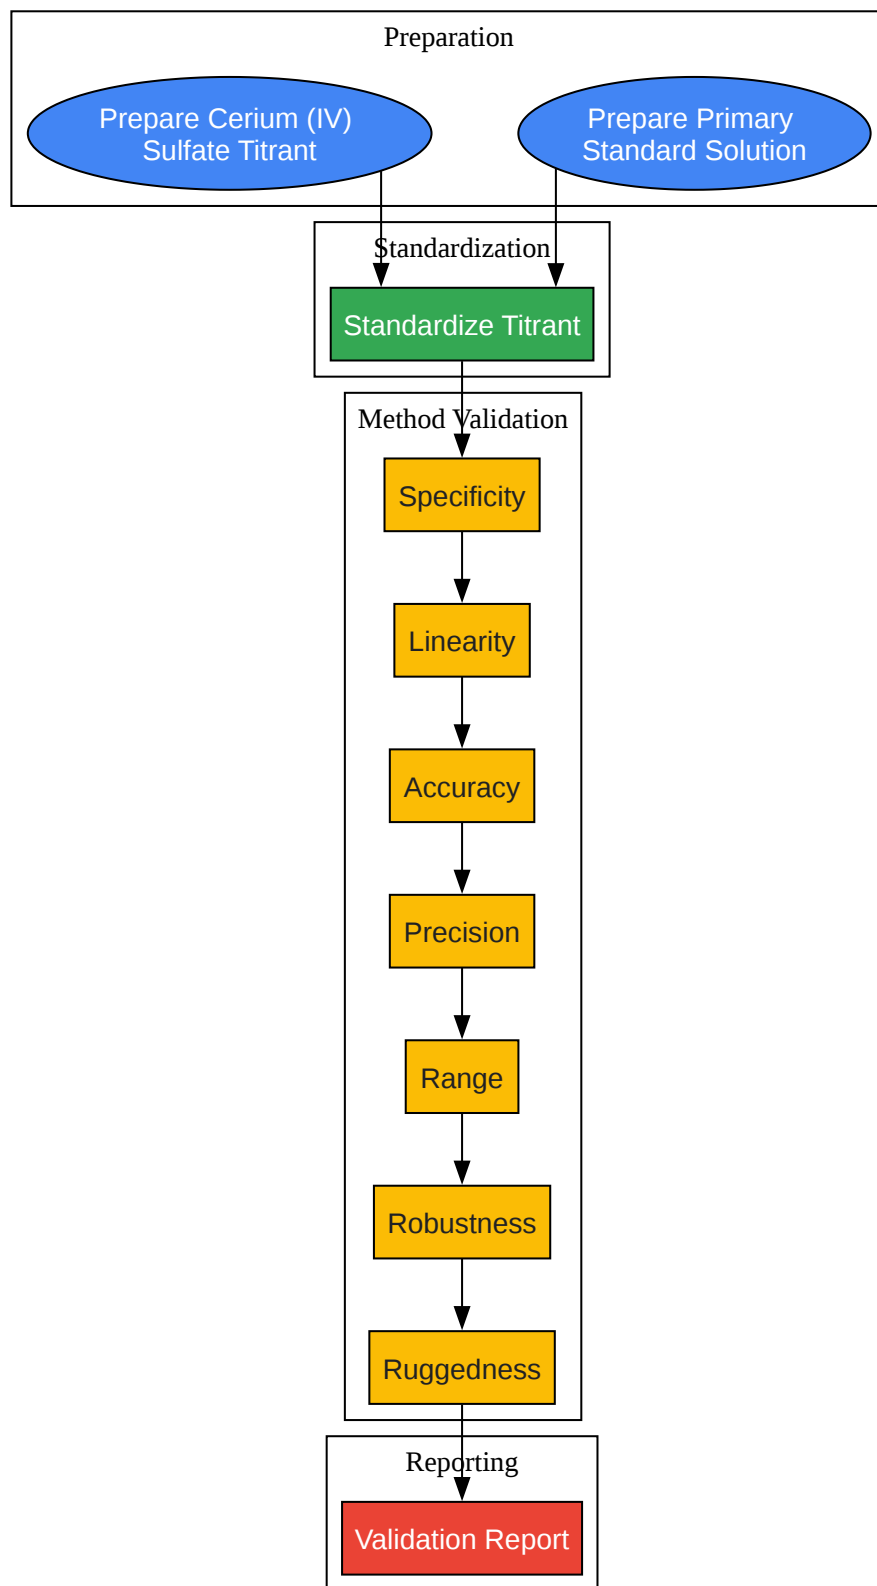 Preparation
Prepare Cerium (IV)
Sulfate Titrant
Prepare Primary
Standard Solution
Standardization
Standardize Titrant
Method Validation
Specificity
Linearity
Accuracy
Precision
Range
Robustness
Ruggedness
Reporting
Validation Report